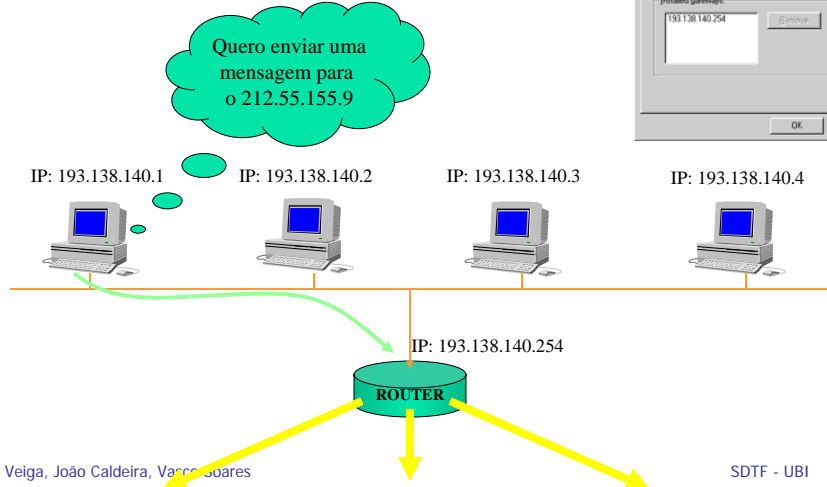 193.138.140.254
Remove
OK
Quero enviar uma
mensagem para
o 212.55.155.9
IP: 193.138.140.1
IP: 193.138.140.2
IP: 193.138.140.3
IP: 193.138.140.4
IP: 193.138.140.254
ROUTER
Veiga, João Caldeira, Vasco Soares
SDTF - UBI